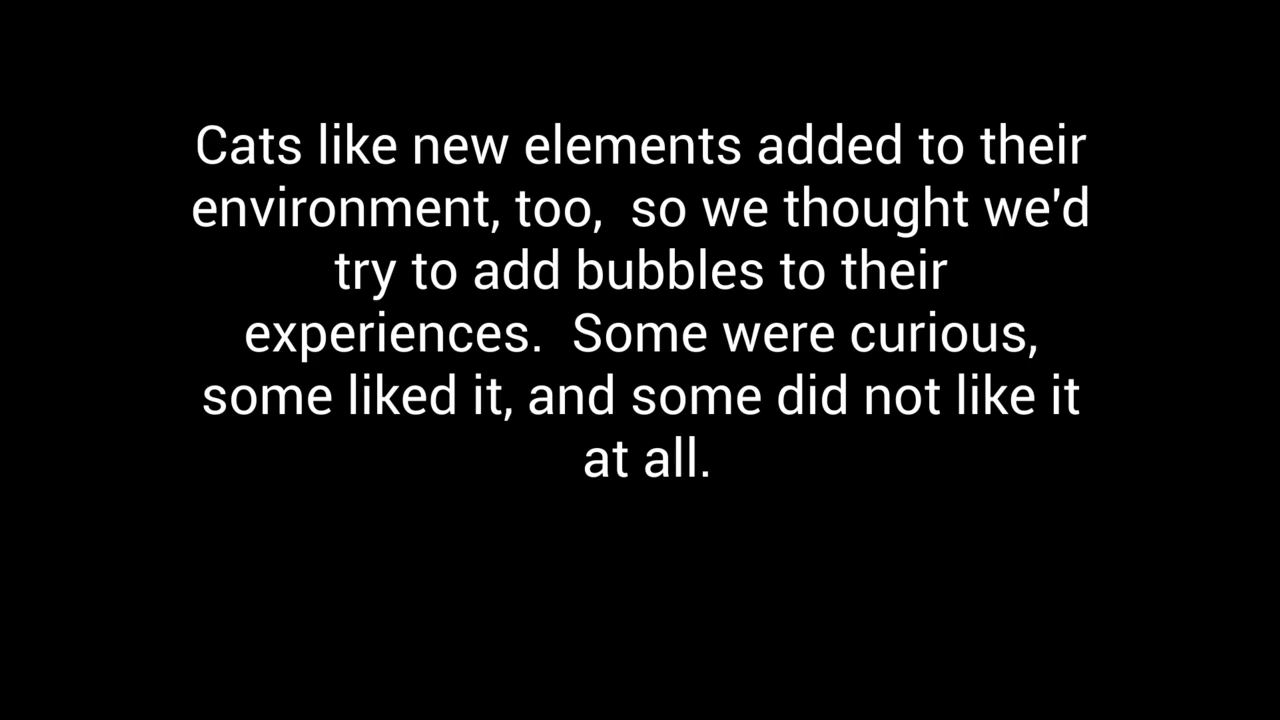 Cats like new elements added to their
environment, too,  so we thought we'd
try to add bubbles to their
experiences.  Some were curious,
some liked it, and some did not like it
at all.